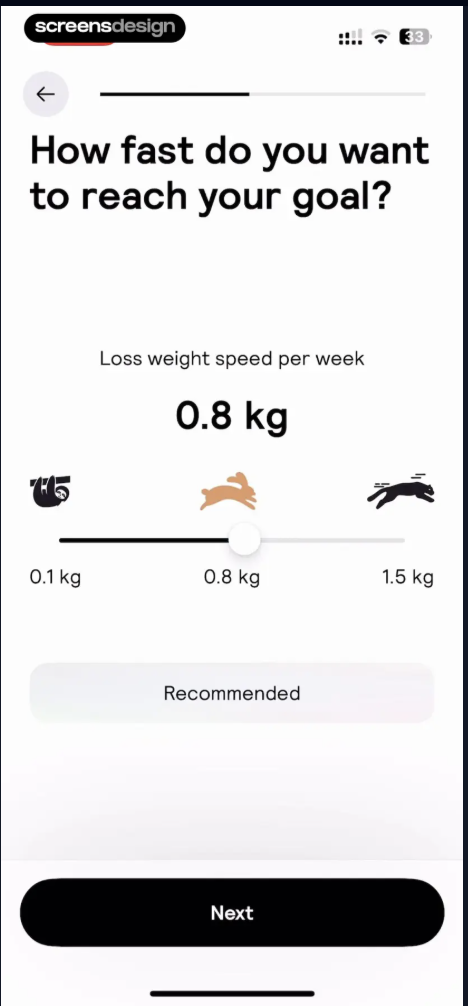 screensdesign
33
How fast do you want
to reach your goal?
Loss weight speed per week
0.8 kg
0.1 kg
0.8 kg
1.5 kg
Recommended
Next